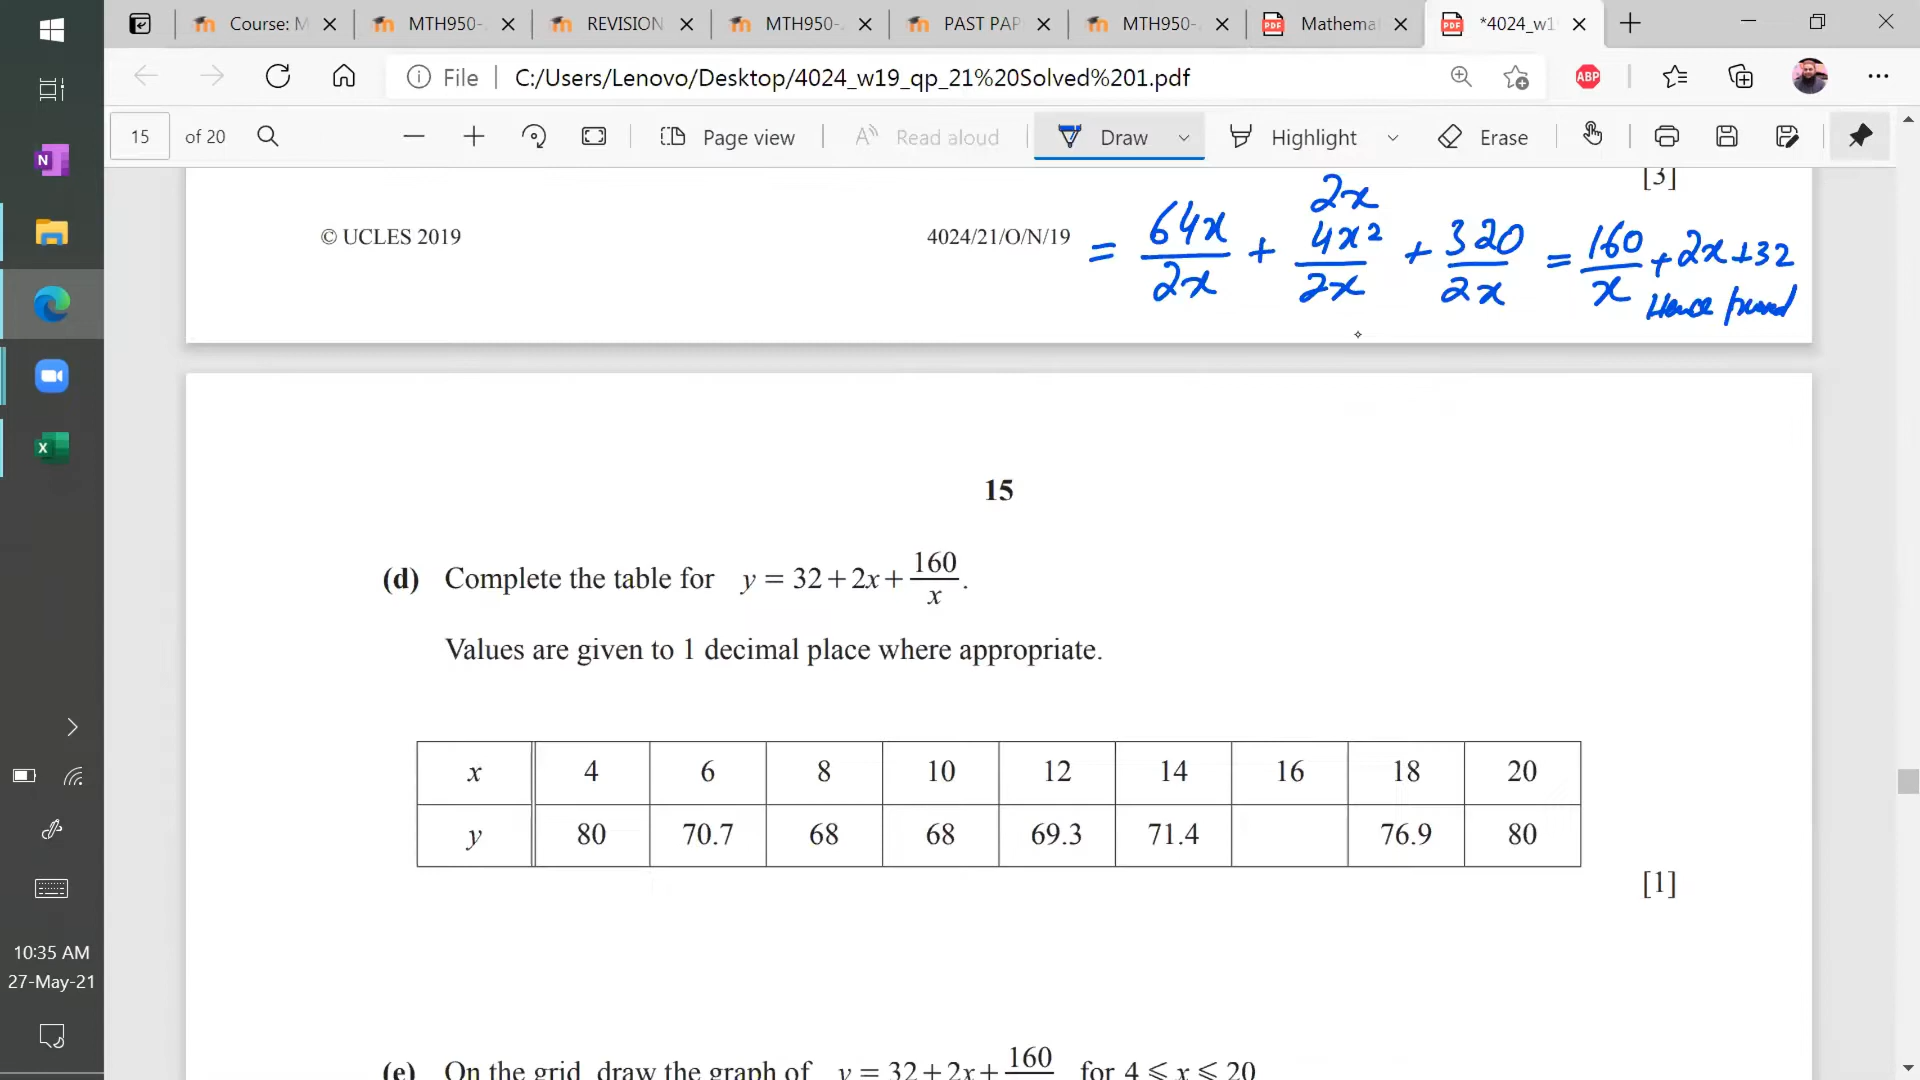 Course: M
MTH950-
REVISION
MTH950-
PAST PAP
MTH950-
Mathema
*4024_w1
File
C:/Users/Lenovo/Desktop/4024_w19_qp_21%20Solved%201.pdf
ABP
15
of 20
Page view
Read aloud
Draw
Highlight
Erase
[3]
© UCLES 2019
4024/21/O/N/19
2x
= 64x/2x + 4x²/2x + 320/2x = 160/x + 2x + 32
Hence proved
15
(d) Complete the table for y = 32 + 2x + 160/x.
Values are given to 1 decimal place where appropriate.
x 4 6 8 10 12 14 16 18 20
y 80 70.7 68 68 69.3 71.4 76.9 80
[1]
(e) On the grid, draw the graph of y = 32 + 2x + 160 for 4 ⩽ x ⩽ 20
10:35 AM
27-May-21